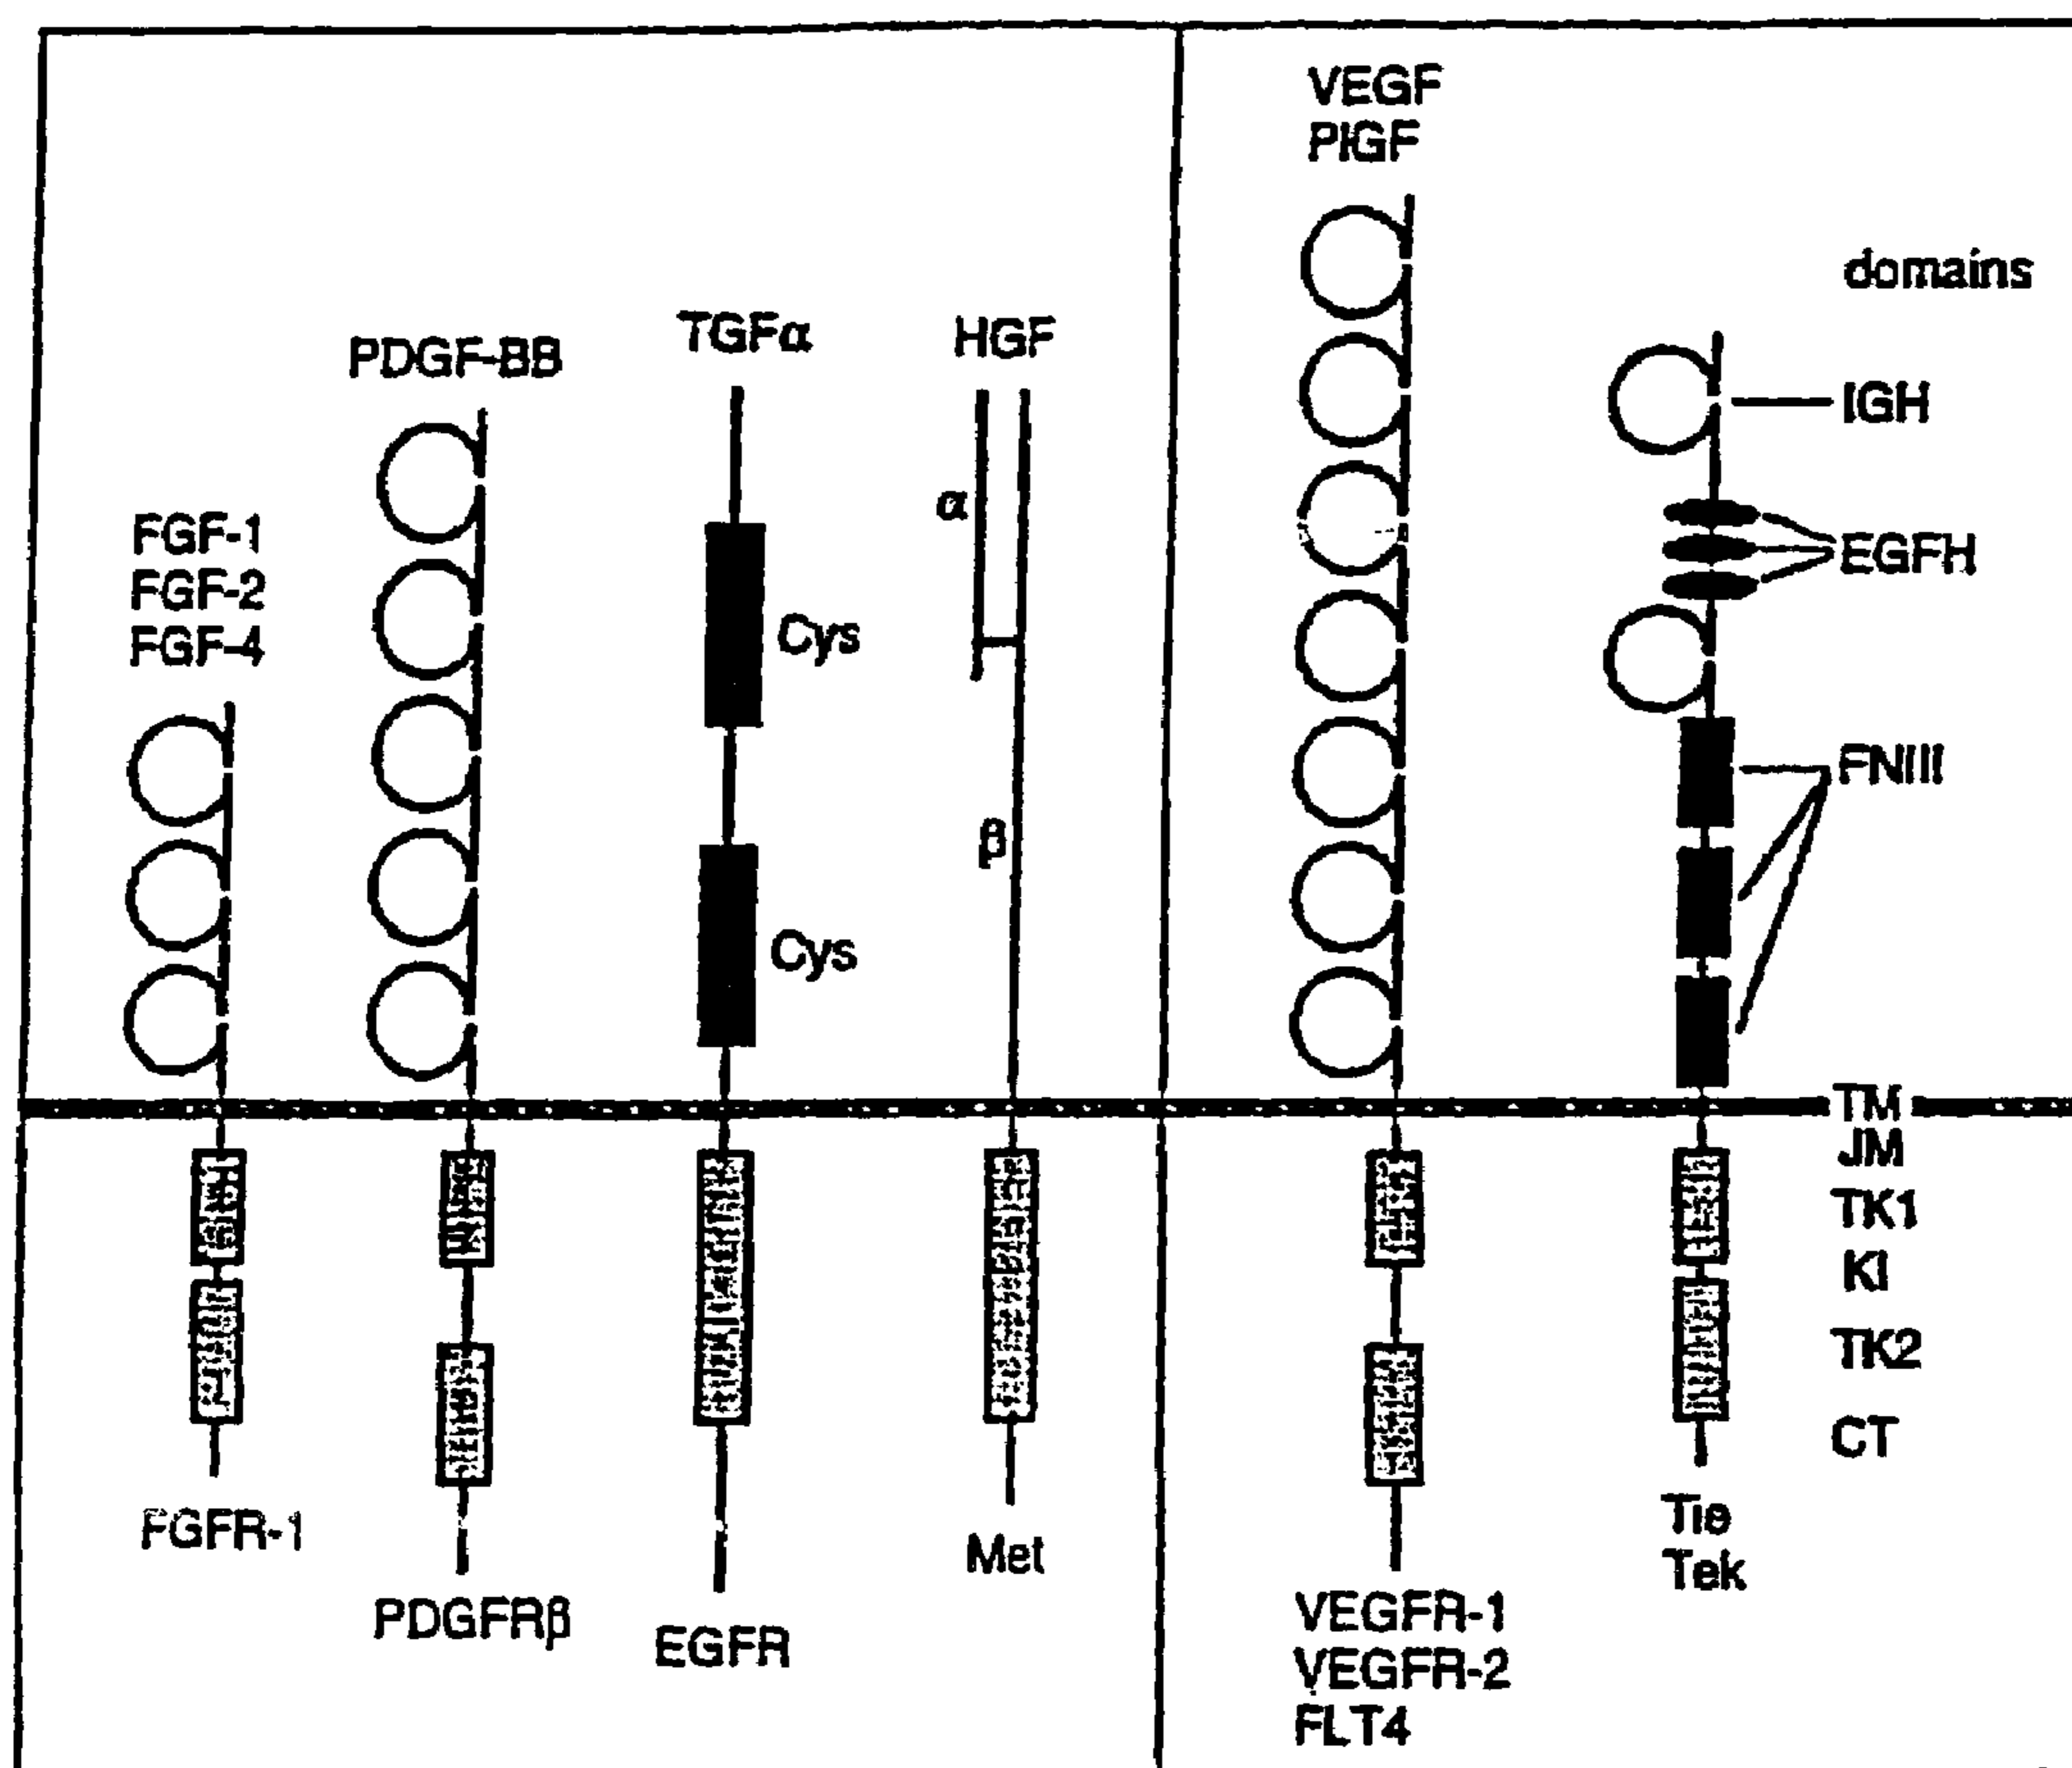 FGF-1
FGF-2
FGF-4
PDGF-BB
TGFα
Cys
Cys
HGF
α
β
VEGF
PIGF
domains
IGH
EGFH
FNIII
TM
JM
TK1
KI
TK2
CT
FGFR-1
PDGFRβ
EGFR
Met
VEGFR-1
VEGFR-2
FLT4
Tie
Tek